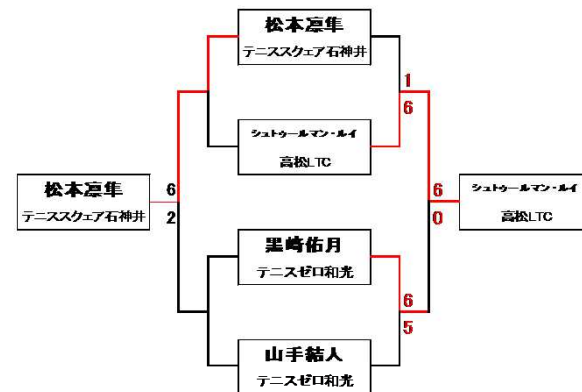 松本凛隼
テニススクェア石神井
1
6
シュトゥールマン・ルイ
高松LTC
松本凛隼
テニススクェア石神井
6
2
6
0
シュトゥールマン・ルイ
高松LTC
黒崎佑月
テニスゼロ和光
6
5
山手結人
テニスゼロ和光